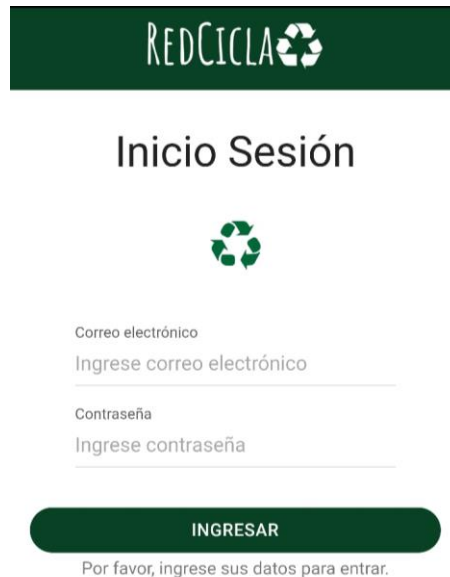 REDCICLA
Inicio Sesión
Correo electrónico
Ingrese correo electrónico
Contraseña
Ingrese contraseña
INGRESAR
Por favor, ingrese sus datos para entrar.